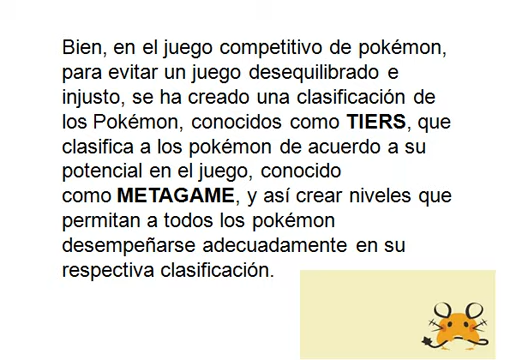 Bien, en el juego competitivo de pokémon,
para evitar un juego desequilibrado e
injusto, se ha creado una clasificación de
los Pokémon, conocidos como TIERS, que
clasifica a los pokémon de acuerdo a su
potencial en el juego, conocido
como METAGAME, y así crear niveles que
permitan a todos los pokémon
desempeñarse adecuadamente en su
respectiva clasificación.